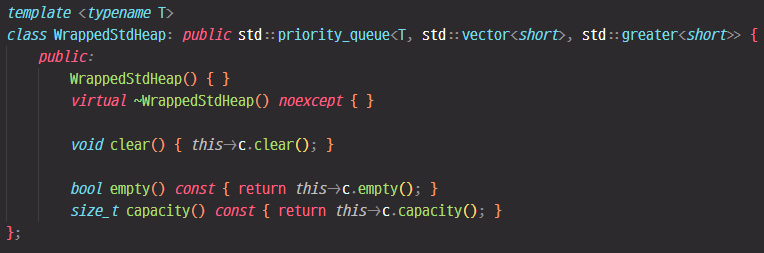 template <typename T>
class WrappedStdHeap: public std::priority_queue<T, std::vector<short>, std::greater<short>> {
    public:
        WrappedStdHeap() { }
        virtual ~WrappedStdHeap() noexcept { }

        void clear() { this->c.clear(); }

        bool empty() const { return this->c.empty(); }
        size_t capacity() const { return this->c.capacity(); }
};